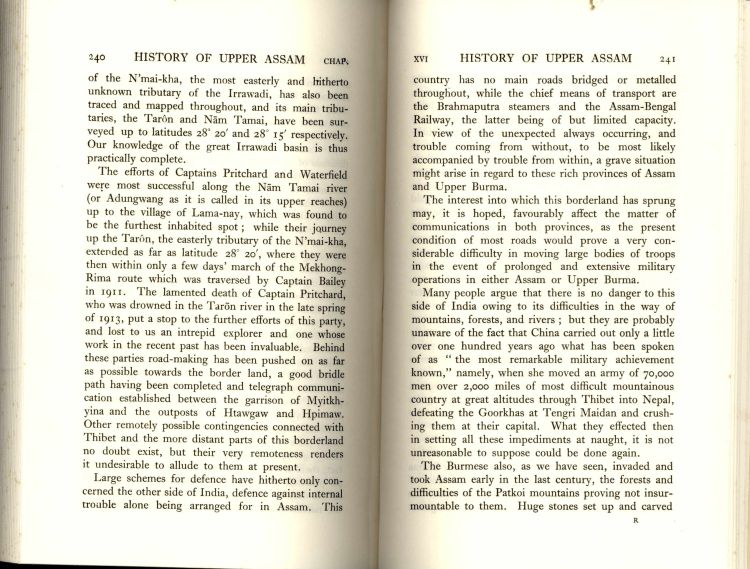 240 HISTORY OF UPPER ASSAM CHAP.
of the N'mai-kha, the most easterly and hitherto
unknown tributary of the Irrawadi, has also been
traced and mapped throughout, and its main tribu-
taries, the Tarôn and Nām Tamai, have been sur-
veyed up to latitudes 28° 20′ and 28° 15′ respectively.
Our knowledge of the great Irrawadi basin is thus
practically complete.
The efforts of Captains Pritchard and Waterfield
were most successful along the Nām Tamai river
(or Adungwang as it is called in its upper reaches)
up to the village of Lama-nay, which was found to
be the furthest inhabited spot ; while their journey
up the Tarôn, the easterly tributary of the N'mai-kha,
extended as far as latitude 28° 20′, where they were
then within only a few days' march of the Mekhong-
Rima route which was traversed by Captain Bailey
in 1911. The lamented death of Captain Pritchard,
who was drowned in the Tarōn river in the late spring
of 1913, put a stop to the further efforts of this party,
and lost to us an intrepid explorer and one whose
work in the recent past has been invaluable. Behind
these parties road-making has been pushed on as far
as possible towards the border land, a good bridle
path having been completed and telegraph communi-
cation established between the garrison of Myitkh-
yina and the outposts of Htawgaw and Hpimaw.
Other remotely possible contingencies connected with
Thibet and the more distant parts of this borderland
no doubt exist, but their very remoteness renders
it undesirable to allude to them at present.
Large schemes for defence have hitherto only con-
cerned the other side of India, defence against internal
trouble alone being arranged for in Assam. This
XVI HISTORY OF UPPER ASSAM 241
country has no main roads bridged or metalled
throughout, while the chief means of transport are
the Brahmaputra steamers and the Assam-Bengal
Railway, the latter being of but limited capacity.
In view of the unexpected always occurring, and
trouble coming from without, to be most likely
accompanied by trouble from within, a grave situation
might arise in regard to these rich provinces of Assam
and Upper Burma.
The interest into which this borderland has sprung
may, it is hoped, favourably affect the matter of
communications in both provinces, as the present
condition of most roads would prove a very con-
siderable difficulty in moving large bodies of troops
in the event of prolonged and extensive military
operations in either Assam or Upper Burma.
Many people argue that there is no danger to this
side of India owing to its difficulties in the way of
mountains, forests, and rivers ; but they are probably
unaware of the fact that China carried out only a little
over one hundred years ago what has been spoken
of as " the most remarkable military achievement
known," namely, when she moved an army of 70,000
men over 2,000 miles of most difficult mountainous
country at great altitudes through Thibet into Nepal,
defeating the Goorkhas at Tengri Maidan and crush-
ing them at their capital. What they effected then
in setting all these impediments at naught, it is not
unreasonable to suppose could be done again.
The Burmese also, as we have seen, invaded and
took Assam early in the last century, the forests and
difficulties of the Patkoi mountains proving not insur-
mountable to them. Huge stones set up and carved
R